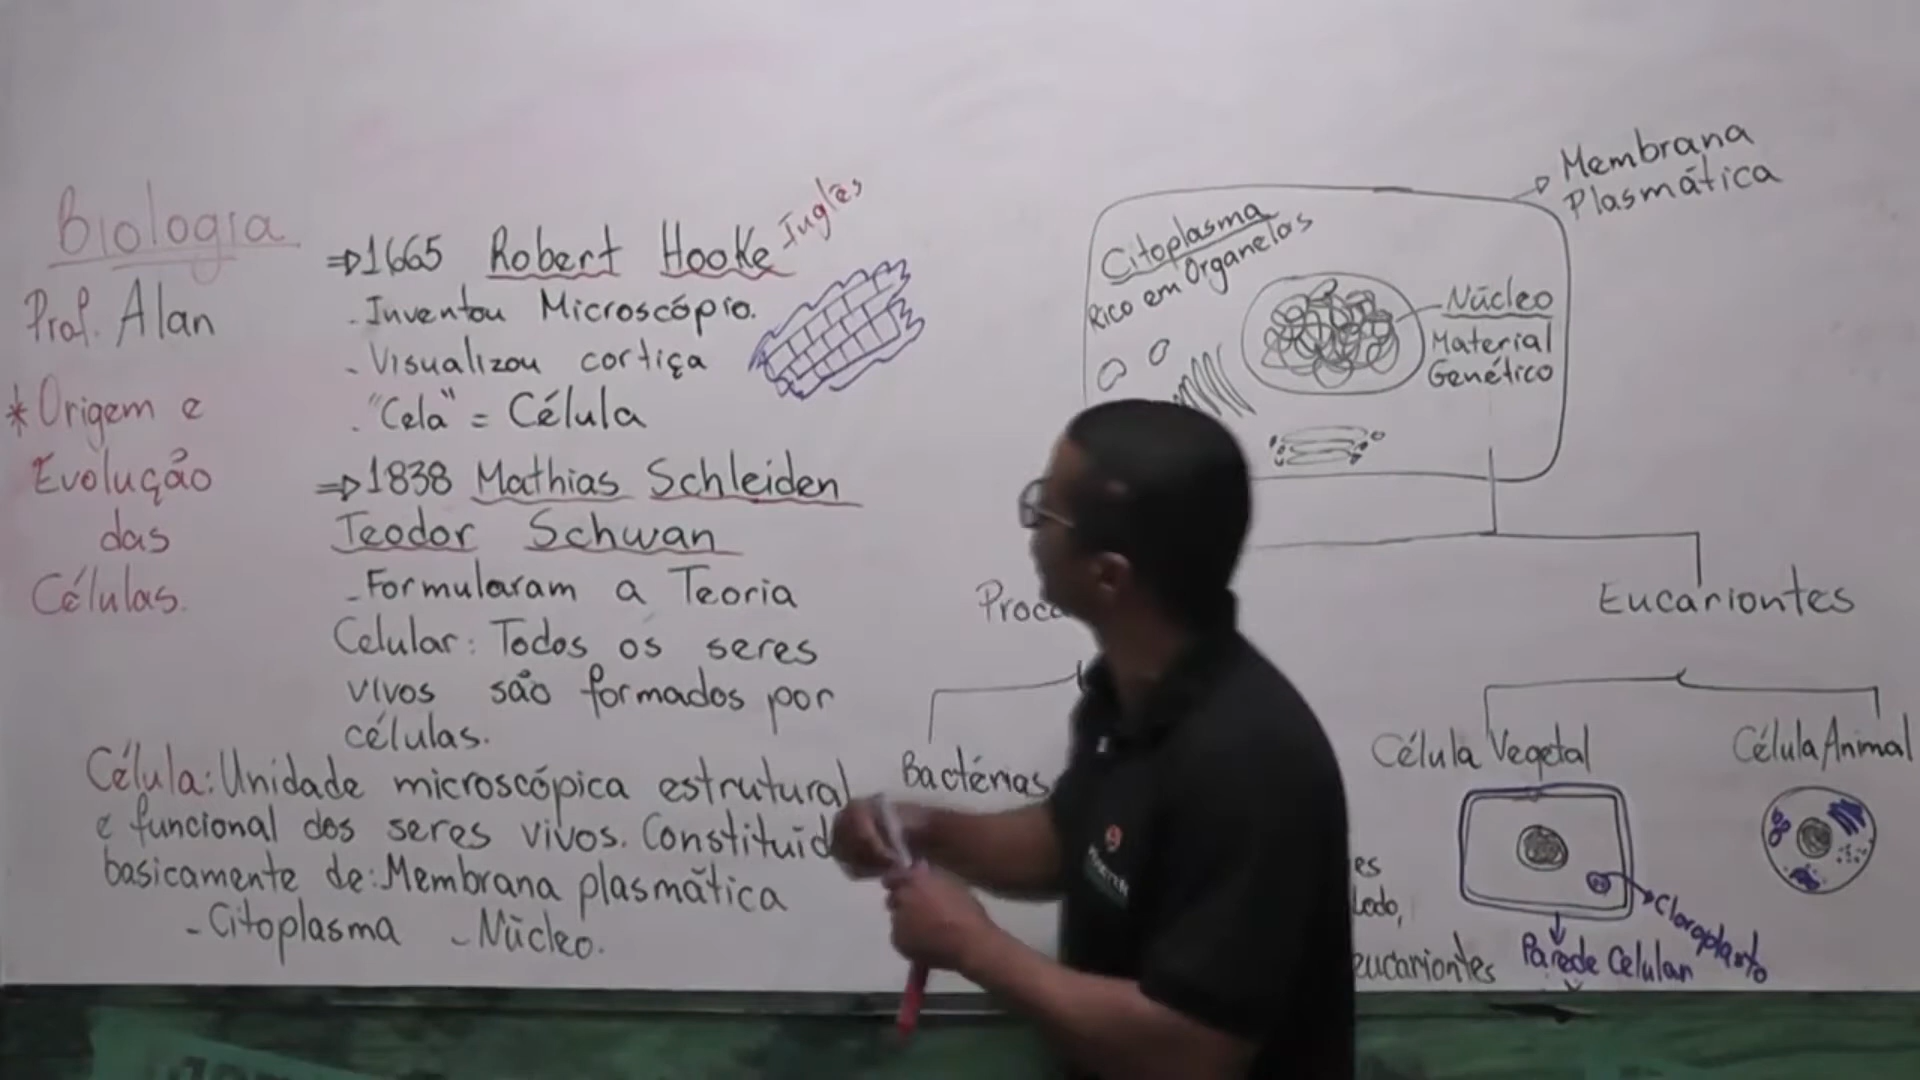 Biologia
Prof. Alan
* Origem e
Evolução
das
Células.
⇒1665 Robert Hooke Inglês
- Inventou Microscópio.
- Visualizou cortiça
. "Cela" = Célula
⇒1838 Mathias Schleiden
Teodor Schwan
- Formularam a Teoria
Celular: Todos os seres
vivos são formados por
células.
Célula: Unidade microscópica estrutural
e funcional dos seres vivos. Constituíd
basicamente de: Membrana plasmática
- Citoplasma - Núcleo.
Membrana
Plasmática
Citoplasma
Rico em Organelas
Núcleo
Material
Genético
Proca
Eucariontes
Bactérias
Célula Vegetal
Célula Animal
es
eucariontes
Cloroplasto
Parede Celular